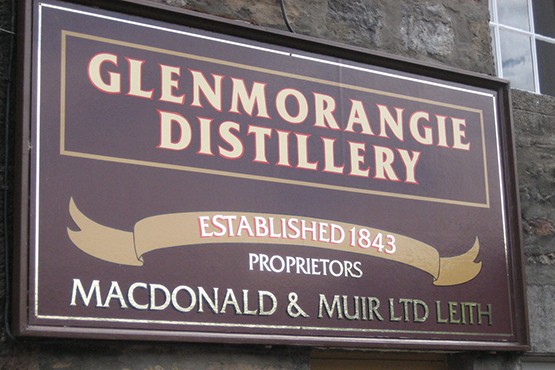 GLENMORANGIE
DISTILLERY
ESTABLISHED 1843
PROPRIETORS
MACDONALD & MUIR LTD LEITH